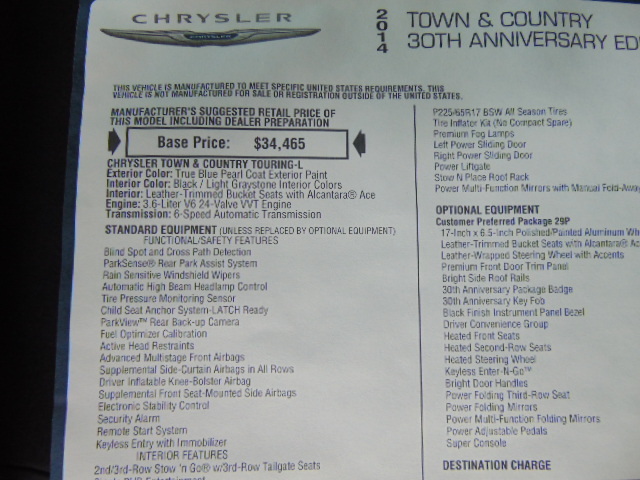 CHRYSLER
CHRYSLER
2014
TOWN & COUNTRY
30TH ANNIVERSARY
THIS VEHICLE IS MANUFACTURED TO MEET SPECIFIC UNITED STATES REQUIREMENTS. THIS
VEHICLE IS NOT MANUFACTURED FOR SALE OR REGISTRATION OUTSIDE OF THE UNITED STATES.
MANUFACTURER'S SUGGESTED RETAIL PRICE OF
THIS MODEL INCLUDING DEALER PREPARATION
Base Price: $34,465
CHRYSLER TOWN & COUNTRY TOURING-L
Exterior Color: True Blue Pearl Coat Exterior Paint
Interior Color: Black / Light Graystone Interior Colors
Interior: Leather-Trimmed Bucket Seats with Alcantara® Ace
Engine: 3.6-Liter V6 24-Valve VVT Engine
Transmission: 6-Speed Automatic Transmission
STANDARD EQUIPMENT (UNLESS REPLACED BY OPTIONAL EQUIPMENT)
FUNCTIONAL/SAFETY FEATURES
Blind Spot and Cross Path Detection
ParkSense® Rear Park Assist System
Rain Sensitive Windshield Wipers
Automatic High Beam Headlamp Control
Tire Pressure Monitoring Sensor
Child Seat Anchor System-LATCH Ready
ParkView™ Rear Back-up Camera
Fuel Optimizer Calibration
Active Head Restraints
Advanced Multistage Front Airbags
Supplemental Side-Curtain Airbags in All Rows
Driver Inflatable Knee-Bolster Airbag
Supplemental Front Seat-Mounted Side Airbags
Electronic Stability Control
Security Alarm
Remote Start System
Keyless Entry with Immobilizer
INTERIOR FEATURES
2nd/3rd-Row Stow 'n Go® w/3rd-Row Tailgate Seats
P225/65R17 BSW All Season Tires
Tire Inflator Kit (No Compact Spare)
Premium Fog Lamps
Left Power Sliding Door
Right Power Sliding Door
Power Liftgate
Stow N Place Roof Rack
Power Multi-Function Mirrors with Manual Fold-Away
OPTIONAL EQUIPMENT
Customer Preferred Package 29P
17-Inch x 6.5-Inch Polished/Painted Aluminum
Leather-Trimmed Bucket Seats with Alcantara®
Leather-Wrapped Steering Wheel with Accents
Premium Front Door Trim Panel
Bright Side Roof Rails
30th Anniversary Package Badge
30th Anniversary Key Fob
Black Finish Instrument Panel Bezel
Driver Convenience Group
Heated Front Seats
Heated Second-Row Seats
Heated Steering Wheel
Keyless Enter-N-Go™
Bright Door Handles
Power Folding Third-Row Seat
Power Folding Mirrors
Power Multi-Function Folding Mirrors
Power Adjustable Pedals
Super Console
DESTINATION CHARGE